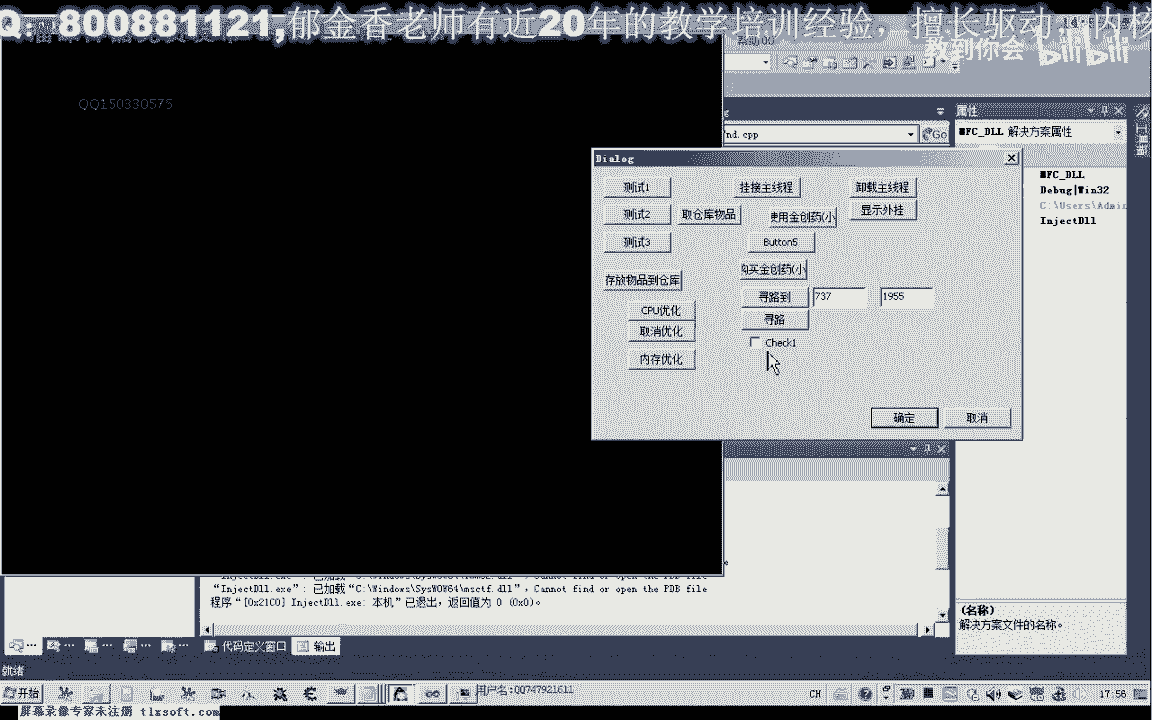 Q: 800881121,郁金香老师有近20年的教学培训经验，擅长驱动，内核
教到你会 bilibili
QQ150330575
nd.cpp
Go
属性
MFC_DLL 解决方案属性
MFC_DLL
Debug|Win32
C:\Users\Admin
InjectDll
Dialog
测试1
挂接主线程
卸载主线程
测试2
取仓库物品
使用金创药(小
显示外挂
测试3
Button5
存放物品到仓库
购买金创药(小
寻路到
737
1955
CPU优化
寻路
取消优化
Check1
内存优化
确定
取消
“InjectDll.exe”: 已加载“C:\Windows\SysWOW64\msctf.dll”, Cannot find or open the PDB file
程序“[0x21C0] InjectDll.exe: 本机”已退出，返回值为 0 (0x0)。
(名称)
解决方案文件的名称。
代码定义窗口
输出
就绪
开始
用户名:QQ747921611
CH
17:56
屏幕录像专家未注册 tlxsoft.com